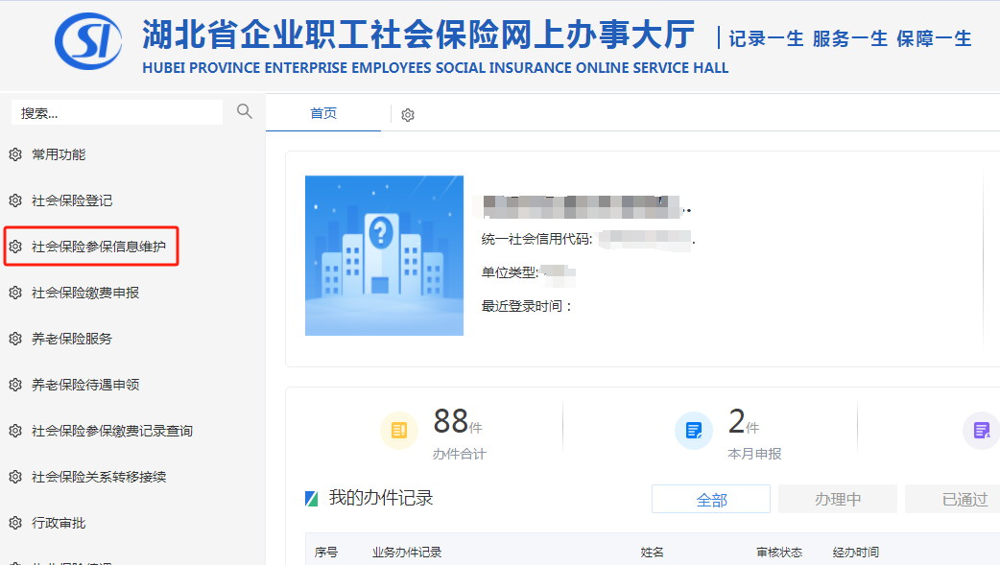 SI
湖北省企业职工社会保险网上办事大厅
记录一生 服务一生 保障一生
HUBEI PROVINCE ENTERPRISE EMPLOYEES SOCIAL INSURANCE ONLINE SERVICE HALL
搜索...
首页
常用功能
社会保险登记
社会保险参保信息维护
社会保险缴费申报
养老保险服务
养老保险待遇申领
社会保险参保缴费记录查询
社会保险关系转移接续
行政审批
?
统一社会信用代码:
单位类型:
最近登录时间：
88件
办件合计
2件
本月申报
我的办件记录
全部
办理中
已通过
序号 业务办件记录 姓名 审核状态 经办时间